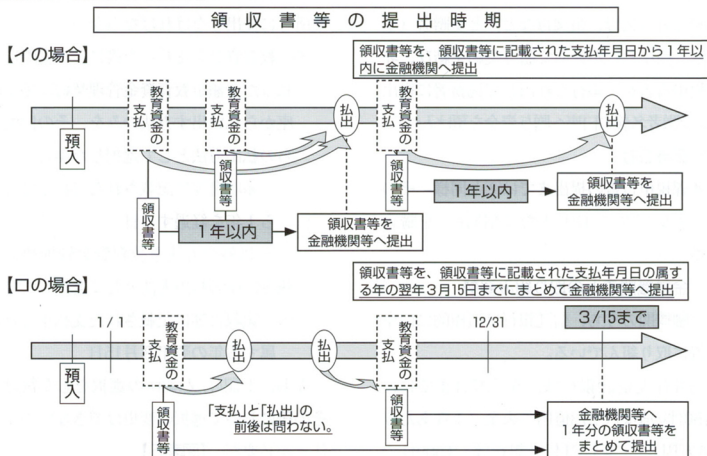 領収書等の提出時期
【イの場合】
領収書等を、領収書等に記載された支払年月日から1年以
内に金融機関へ提出
預入
教育資金の
支払
教育資金の
支払
払出
教育資金の
支払
払出
領収書等
領収書等
1年以内
領収書等を
金融機関等へ提出
領収書等
1年以内
領収書等を
金融機関等へ提出
【ロの場合】
領収書等を、領収書等に記載された支払年月日の属す
る年の翌年3月15日までにまとめて金融機関等へ提出
預入
1/1
教育資金の
支払
払出
払出
教育資金の
支払
12/31
3/15まで
領収書等
「支払」と「払出」の
前後は問わない。
領収書等
金融機関等へ
1年分の領収書等を
まとめて提出